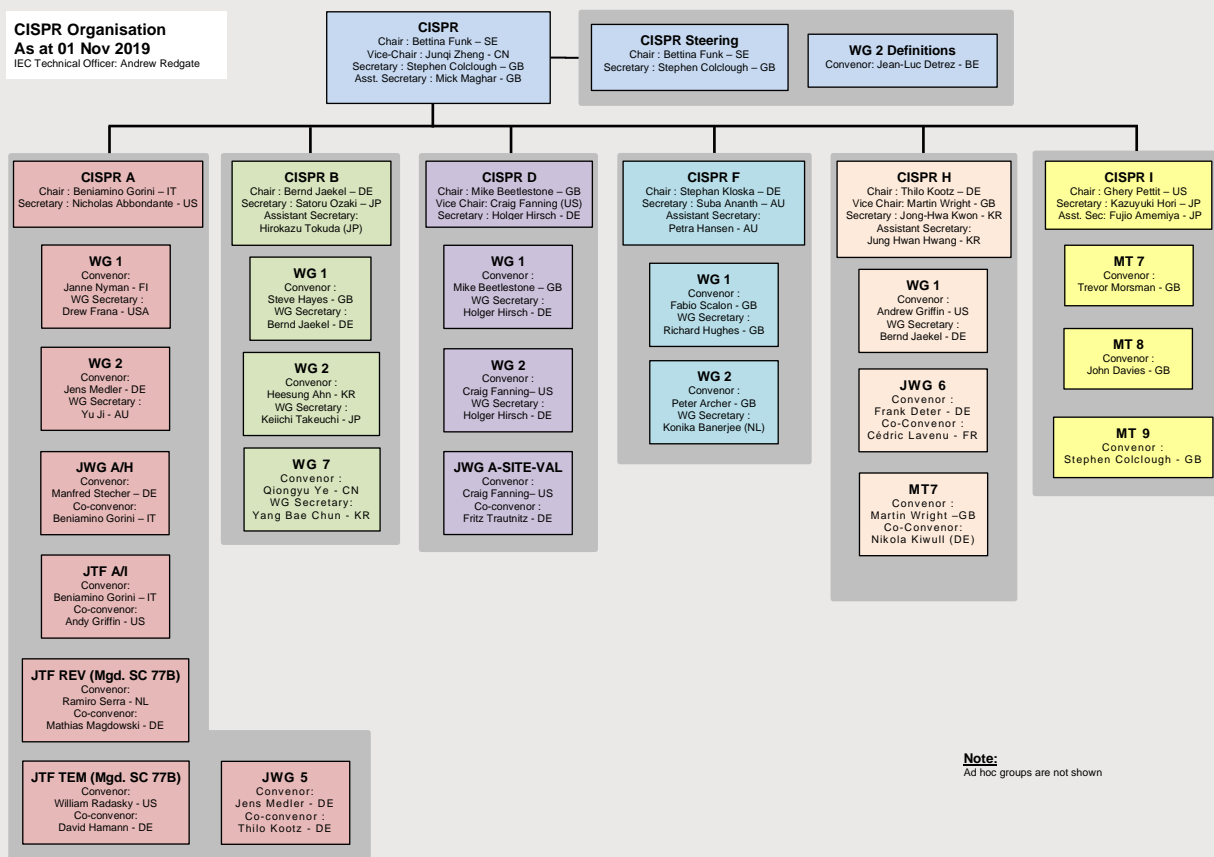 CISPR Organisation
As at 01 Nov 2019
IEC Technical Officer: Andrew Redgate
CISPR
Chair : Bettina Funk – SE
Vice-Chair : Junqi Zheng - CN
Secretary : Stephen Colclough – GB
Asst. Secretary : Mick Maghar - GB
CISPR Steering
Chair : Bettina Funk – SE
Secretary : Stephen Colclough – GB
WG 2 Definitions
Convenor: Jean-Luc Detrez - BE
CISPR A
Chair : Beniamino Gorini – IT
Secretary : Nicholas Abbondante - US
WG 1
Convenor:
Janne Nyman - FI
WG Secretary :
Drew Frana - USA
WG 2
Convenor:
Jens Medler - DE
WG Secretary :
Yu Ji - AU
JWG A/H
Convenor:
Manfred Stecher – DE
Co-convenor:
Beniamino Gorini – IT
JTF A/I
Convenor:
Beniamino Gorini – IT
Co-convenor:
Andy Griffin - US
JTF REV (Mgd. SC 77B)
Convenor:
Ramiro Serra - NL
Co-convenor:
Mathias Magdowski - DE
JTF TEM (Mgd. SC 77B)
Convenor:
William Radasky - US
Co-convenor:
David Hamann - DE
JWG 5
Convenor:
Jens Medler - DE
Co-convenor :
Thilo Kootz - DE
CISPR B
Chair : Bernd Jaekel – DE
Secretary : Satoru Ozaki – JP
Assistant Secretary:
Hirokazu Tokuda (JP)
WG 1
Convenor :
Steve Hayes - GB
WG Secretary :
Bernd Jaekel - DE
WG 2
Convenor :
Heesung Ahn - KR
WG Secretary :
Keiichi Takeuchi - JP
WG 7
Convenor :
Qiongyu Ye - CN
WG Secretary:
Yang Bae Chun - KR
CISPR D
Chair : Mike Beetlestone – GB
Vice Chair: Craig Fanning (US)
Secretary : Holger Hirsch - DE
WG 1
Convenor :
Mike Beetlestone – GB
WG Secretary :
Holger Hirsch - DE
WG 2
Convenor :
Craig Fanning– US
WG Secretary :
Holger Hirsch - DE
JWG A-SITE-VAL
Convenor :
Craig Fanning– US
Co-convenor :
Fritz Trautnitz - DE
CISPR F
Chair : Stephan Kloska – DE
Secretary : Suba Ananth – AU
Assistant Secretary:
Petra Hansen - AU
WG 1
Convenor :
Fabio Scalon - GB
WG Secretary :
Richard Hughes - GB
WG 2
Convenor :
Peter Archer - GB
WG Secretary :
Konika Banerjee (NL)
CISPR H
Chair : Thilo Kootz – DE
Vice Chair: Martin Wright - GB
Secretary : Jong-Hwa Kwon - KR
Assistant Secretary:
Jung Hwan Hwang - KR
WG 1
Convenor :
Andrew Griffin - US
WG Secretary :
Bernd Jaekel - DE
JWG 6
Convenor :
Frank Deter - DE
Co-Convenor :
Cédric Lavenu - FR
MT7
Convenor :
Martin Wright –GB
Co-Convenor:
Nikola Kiwull (DE)
CISPR I
Chair : Ghery Pettit - US
Secretary : Kazuyuki Hori – JP
Asst. Sec: Fujio Amemiya - JP
MT 7
Convenor :
Trevor Morsman - GB
MT 8
Convenor :
John Davies - GB
MT 9
Convenor :
Stephen Colclough - GB
Note:
Ad hoc groups are not shown